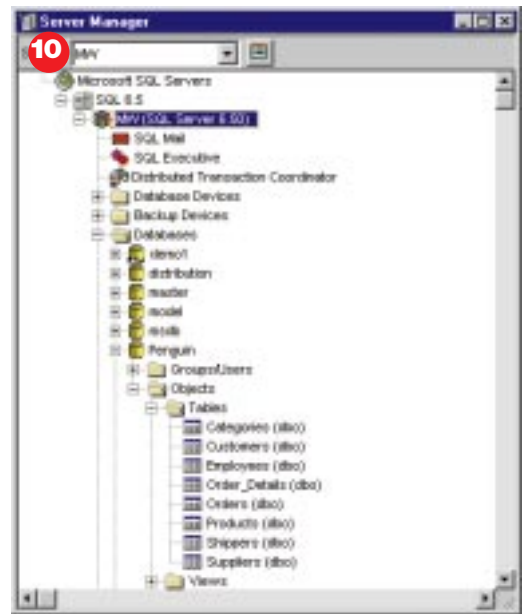 Server Manager
10
Microsoft SQL Servers
SQL 6.5
(SQL Server 6.50)
SQL Mail
SQL Executive
Distributed Transaction Coordinator
Database Devices
Backup Devices
Databases
demo1
distribution
master
model
msdb
Penguin
Groups/Users
Objects
Tables
Categories (dbo)
Customers (dbo)
Employees (dbo)
Order_Details (dbo)
Orders (dbo)
Products (dbo)
Shippers (dbo)
Suppliers (dbo)
Views